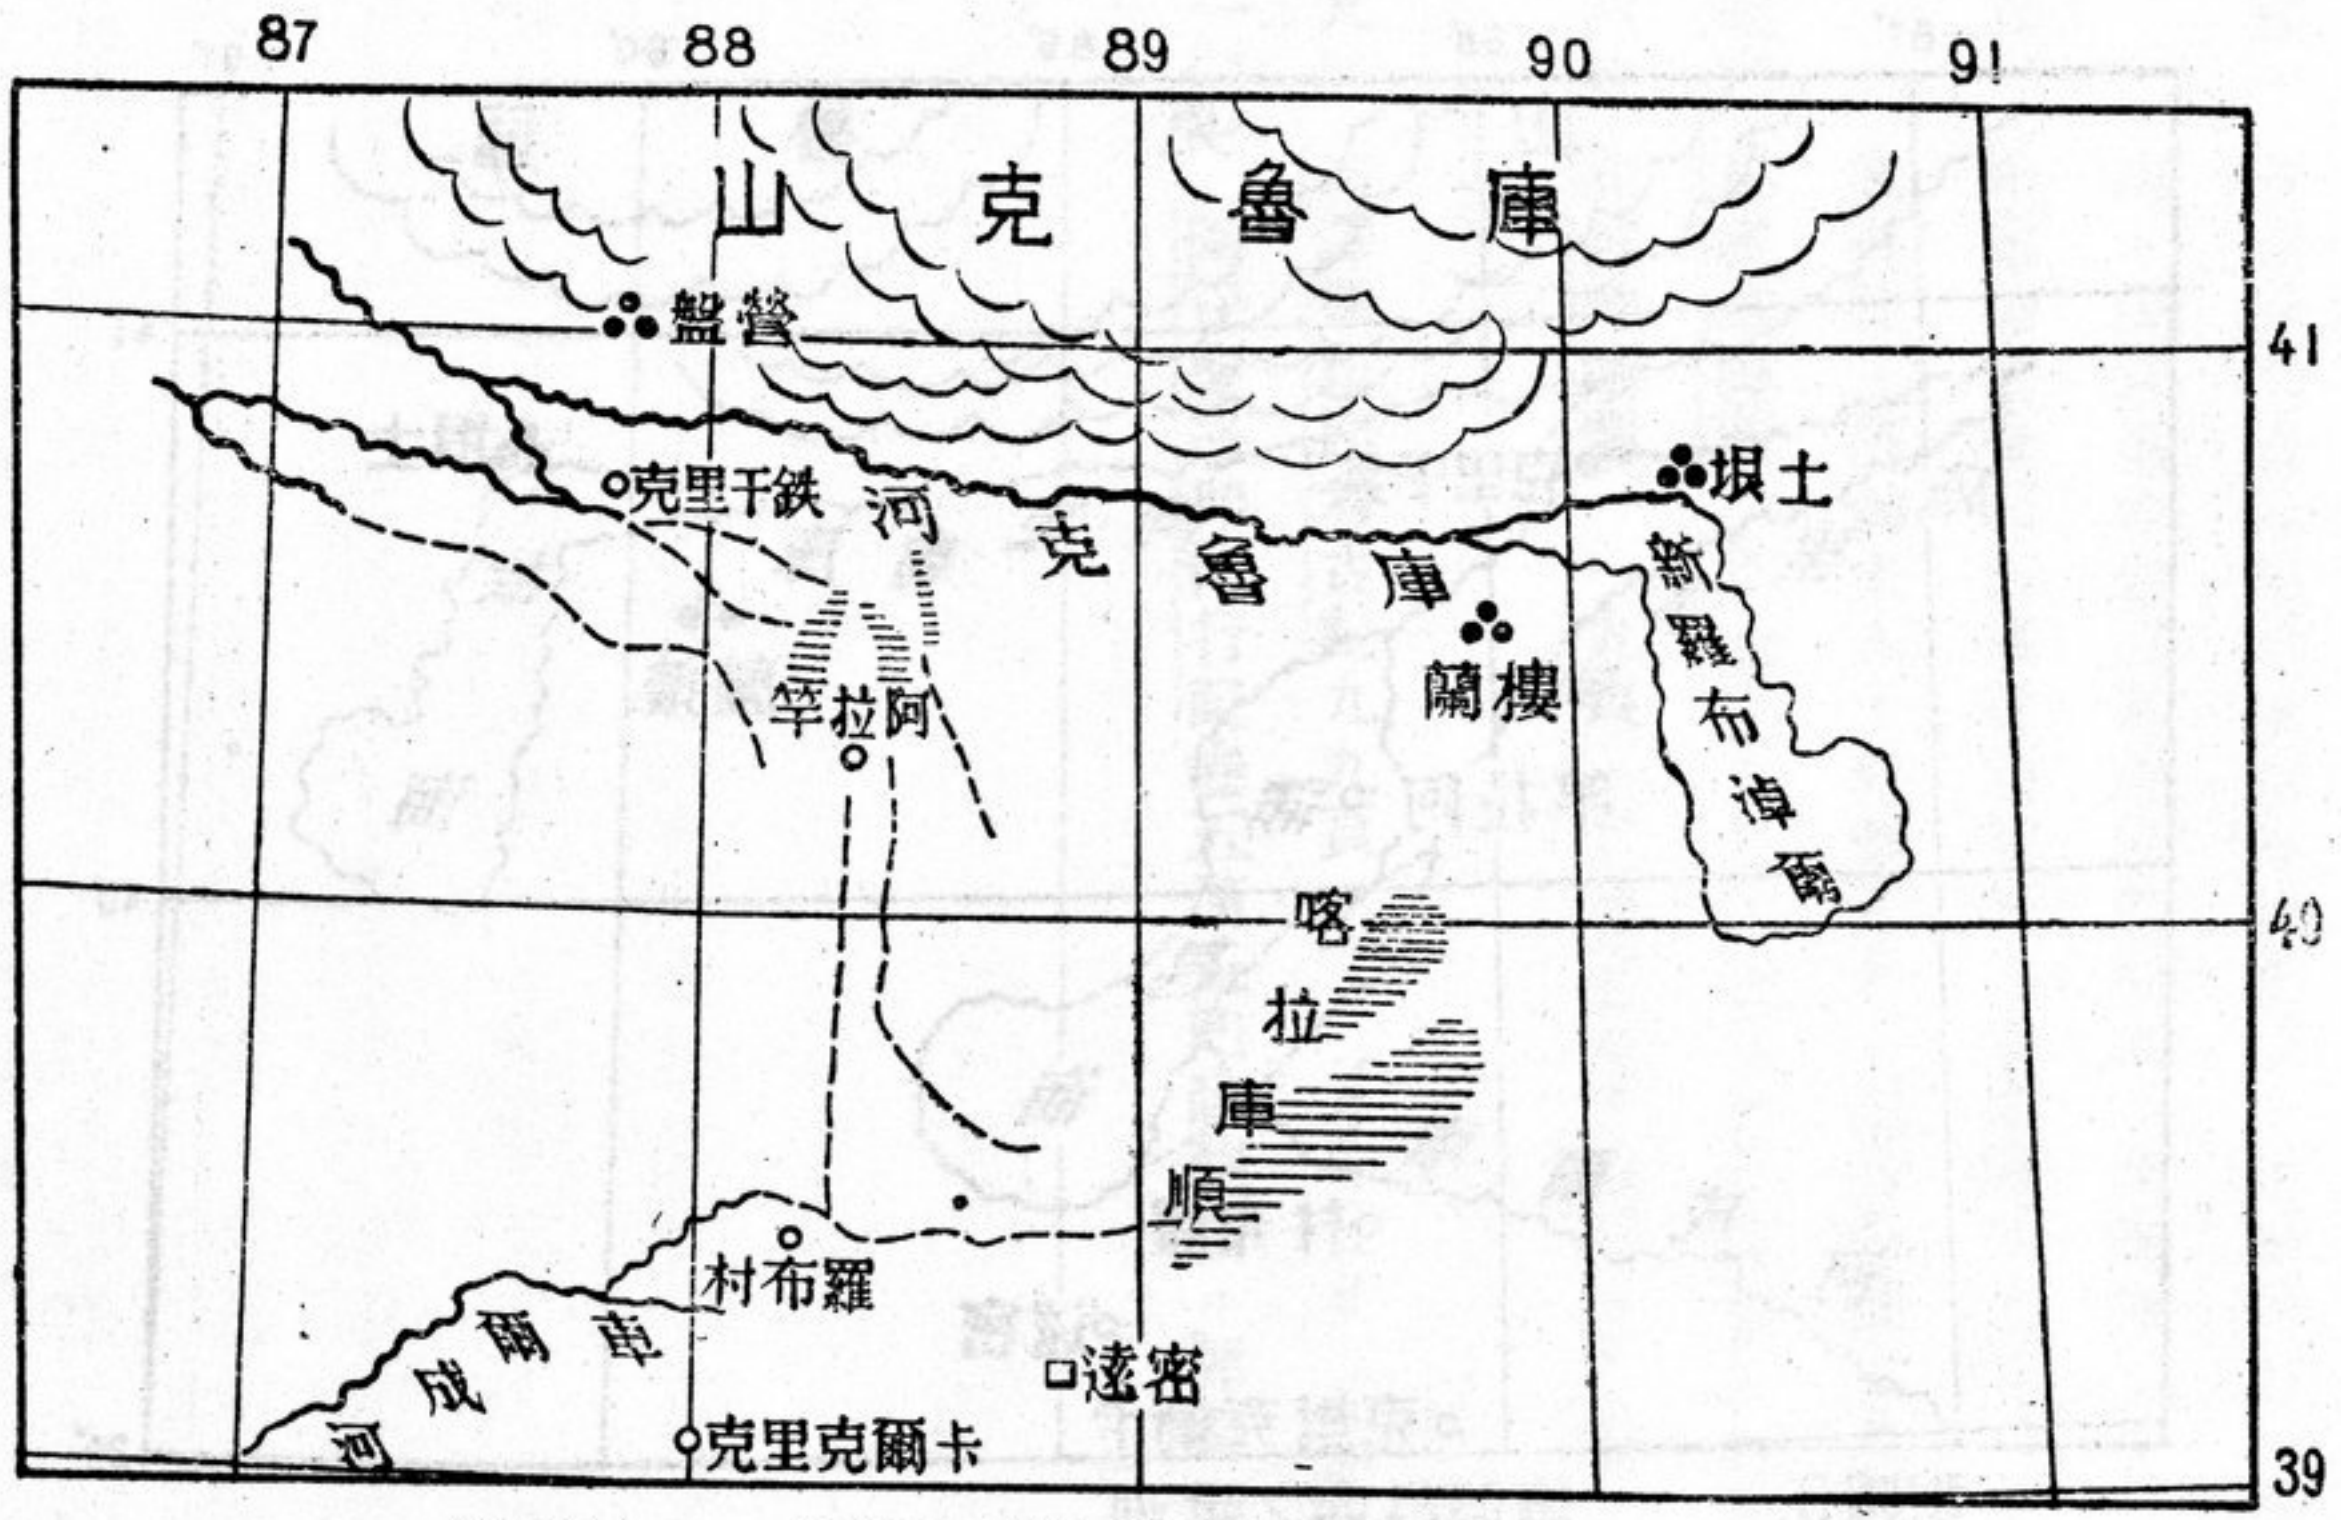 87 88 89 90 91
庫魯克山
營盤
41
土垠
鉄干里克
庫魯克河
新羅布淖爾
樓蘭
阿拉竿
40
喀拉庫順
羅布村
車爾成河
密遠
卡爾克里克
39